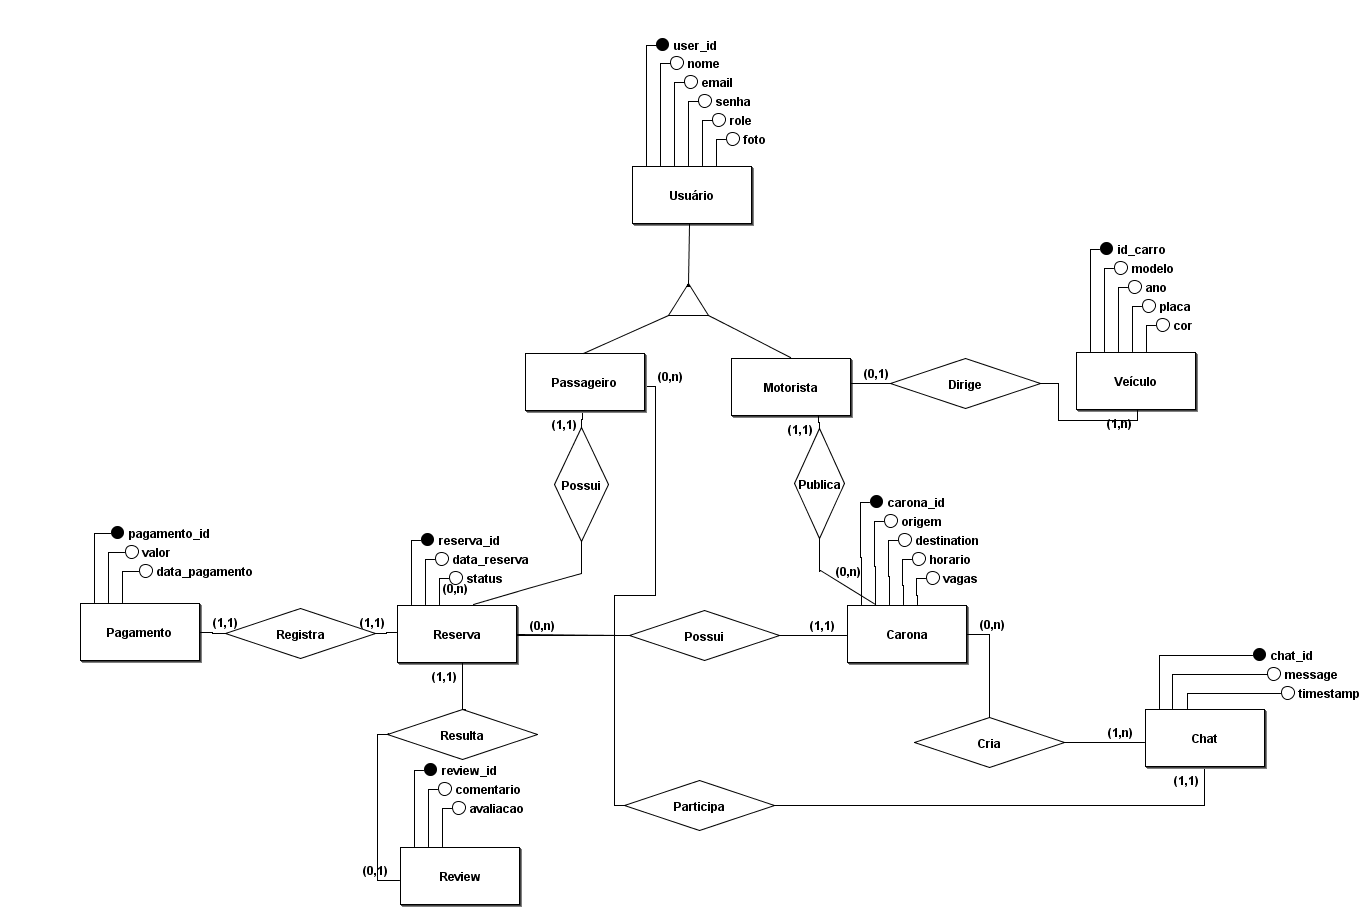 user_id
nome
email
senha
role
foto
Usuário
id_carro
modelo
ano
placa
cor
Veículo
(1,n)
Passageiro
(0,n)
Motorista
(0,1)
Dirige
(1,1)
Possui
(1,1)
Publica
(0,n)
carona_id
origem
destination
horario
vagas
pagamento_id
valor
data_pagamento
reserva_id
data_reserva
status
(0,n)
Pagamento
(1,1)
Registra
(1,1)
Reserva
(0,n)
Possui
(1,1)
Carona
(0,n)
(1,1)
chat_id
message
timestamp
Resulta
Cria
(1,n)
Chat
(1,1)
review_id
comentario
avaliacao
Participa
(0,1)
Review